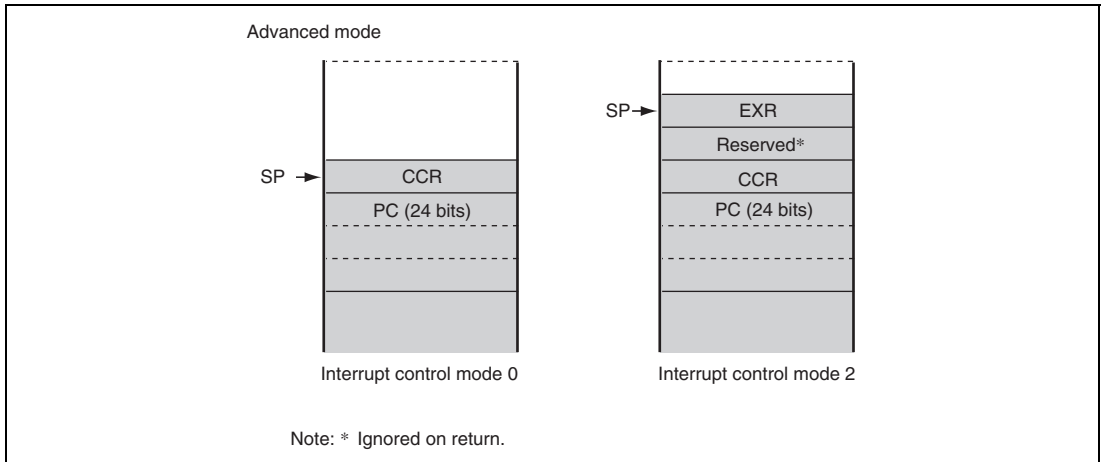 Advanced mode
SP
CCR
PC (24 bits)
Interrupt control mode 0
SP
EXR
Reserved*
CCR
PC (24 bits)
Interrupt control mode 2
Note: * Ignored on return.